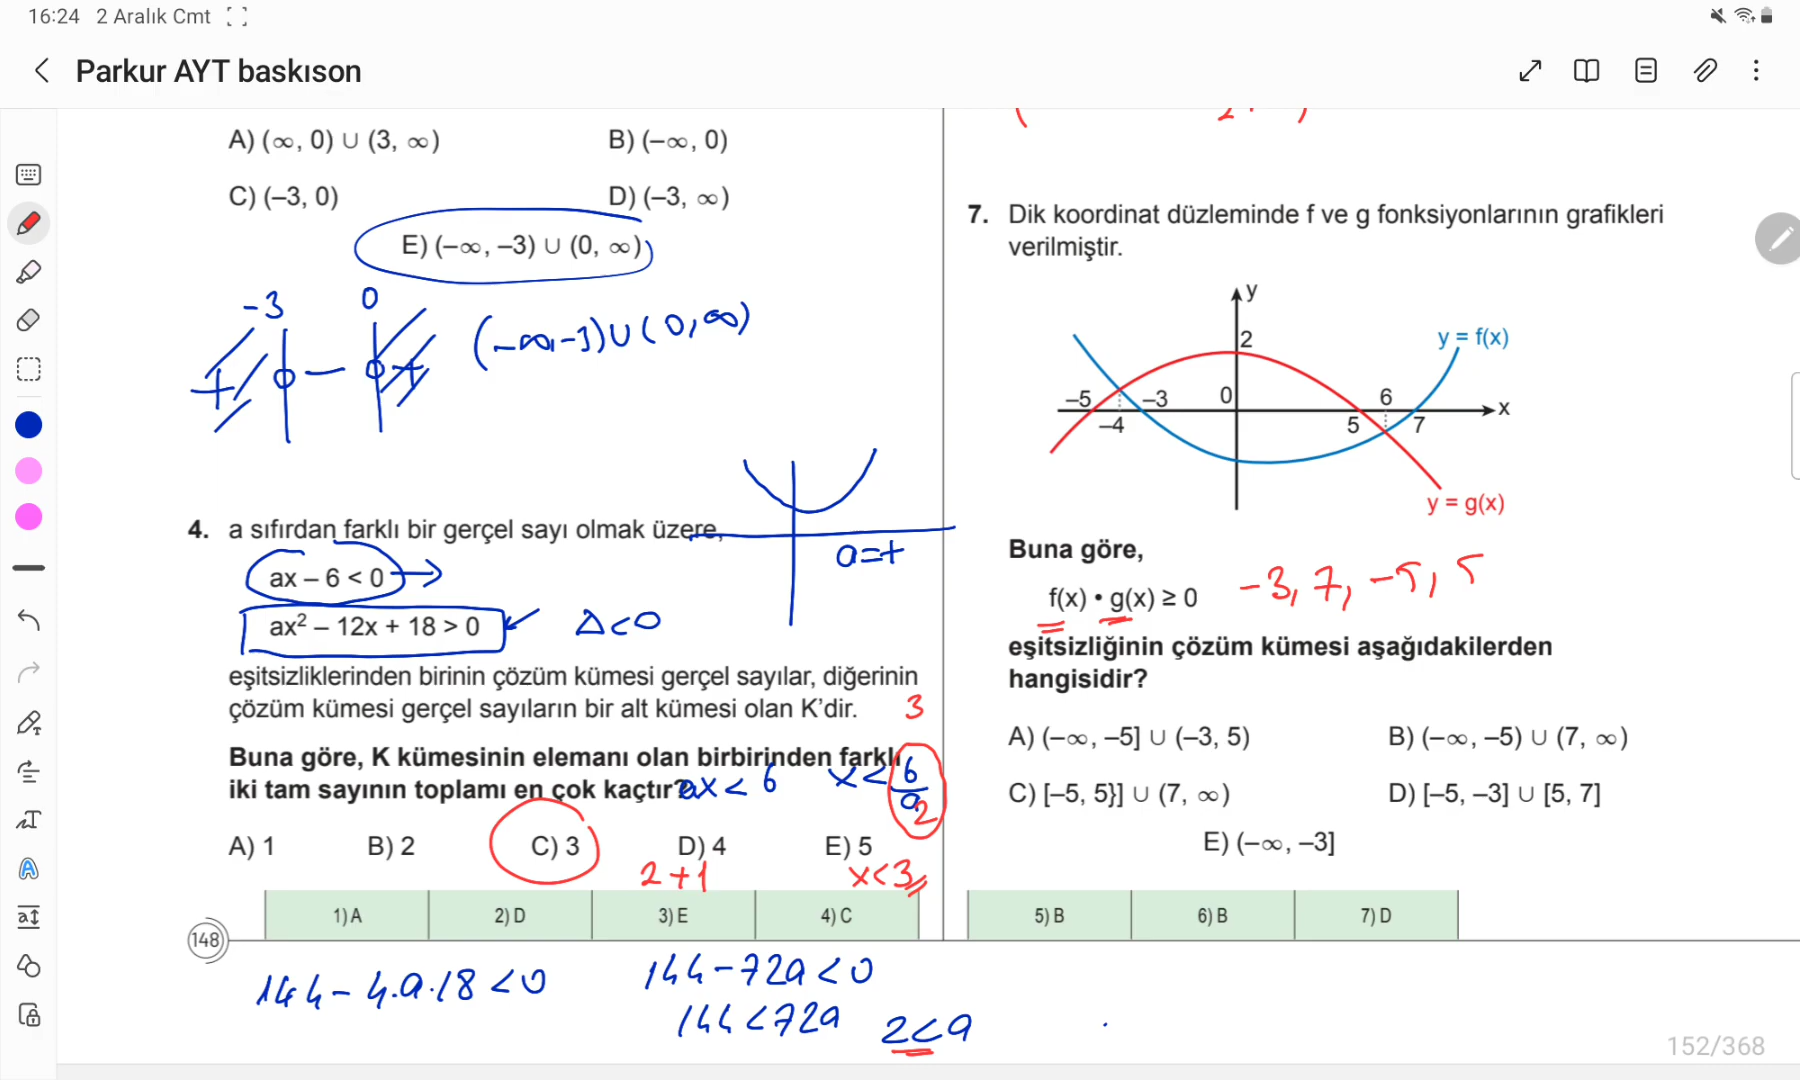 16:24 2 Aralık Cmt
Parkur AYT baskıson
A) (∞, 0) ∪ (3, ∞)
B) (–∞, 0)
C) (–3, 0)
D) (–3, ∞)
E) (–∞, –3) ∪ (0, ∞)
-3
0
+ – +
(-∞,-3)∪(0,∞)
4. a sıfırdan farklı bir gerçel sayı olmak üzere,
a=+
ax – 6 < 0
ax² – 12x + 18 > 0
Δ<0
eşitsizliklerinden birinin çözüm kümesi gerçel sayılar, diğerinin
çözüm kümesi gerçel sayıların bir alt kümesi olan K'dir.
3
Buna göre, K kümesinin elemanı olan birbirinden farklı
iki tam sayının toplamı en çok kaçtır?
ax < 6
x < 6/a
2
A) 1
B) 2
C) 3
D) 4
E) 5
2+1
x<3
1) A
2) D
3) E
4) C
148
144-4.a.18<0
144-72a<0
144<72a
2<a
7. Dik koordinat düzleminde f ve g fonksiyonlarının grafikleri
verilmiştir.
y
2
y = f(x)
–5
–3
0
6
x
–4
5
7
y = g(x)
Buna göre,
f(x) • g(x) ≥ 0
-3, 7, -5, 5
eşitsizliğinin çözüm kümesi aşağıdakilerden
hangisidir?
A) (–∞, –5] ∪ (–3, 5)
B) (–∞, –5) ∪ (7, ∞)
C) [–5, 5}] ∪ (7, ∞)
D) [–5, –3] ∪ [5, 7]
E) (–∞, –3]
5) B
6) B
7) D
152/368